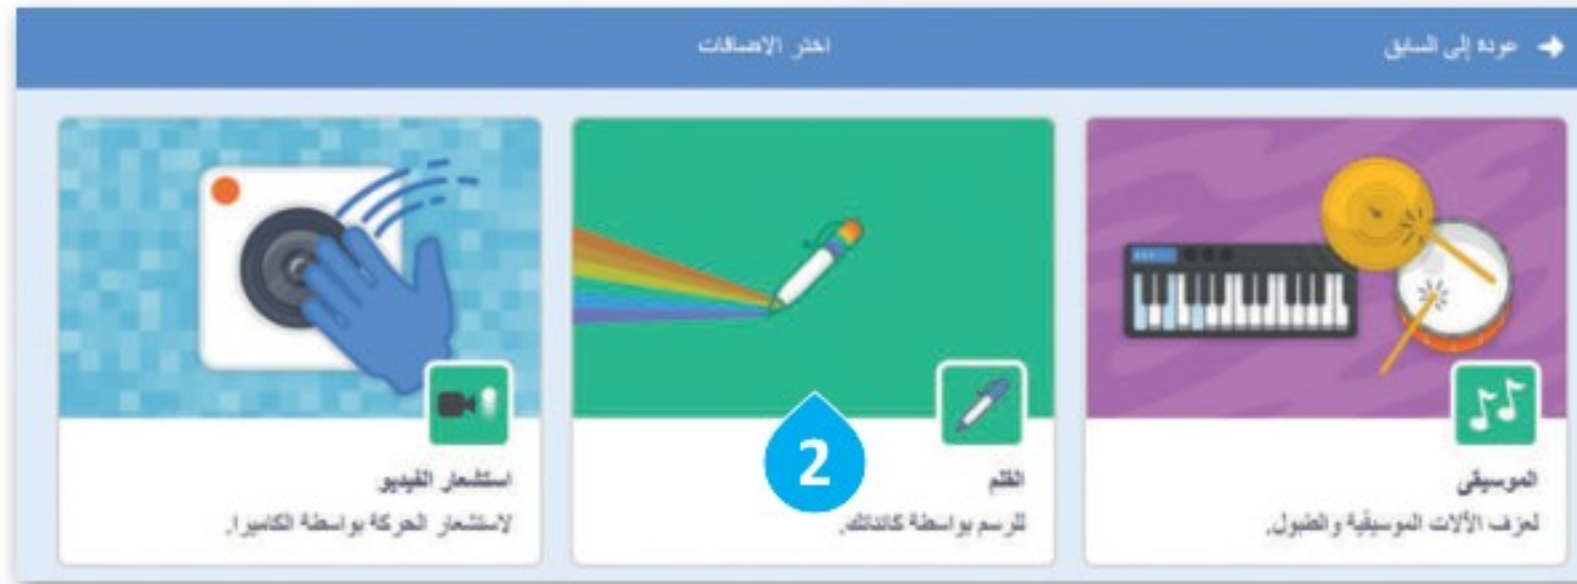 عودة إلى السابق
اختر الاضافات
الموسيقى
لعزف الآلات الموسيقية والطبول.
القلم
للرسم بواسطة كائناتك.
2
استشعار الفيديو
لاستشعار الحركة بواسطة الكاميرا.